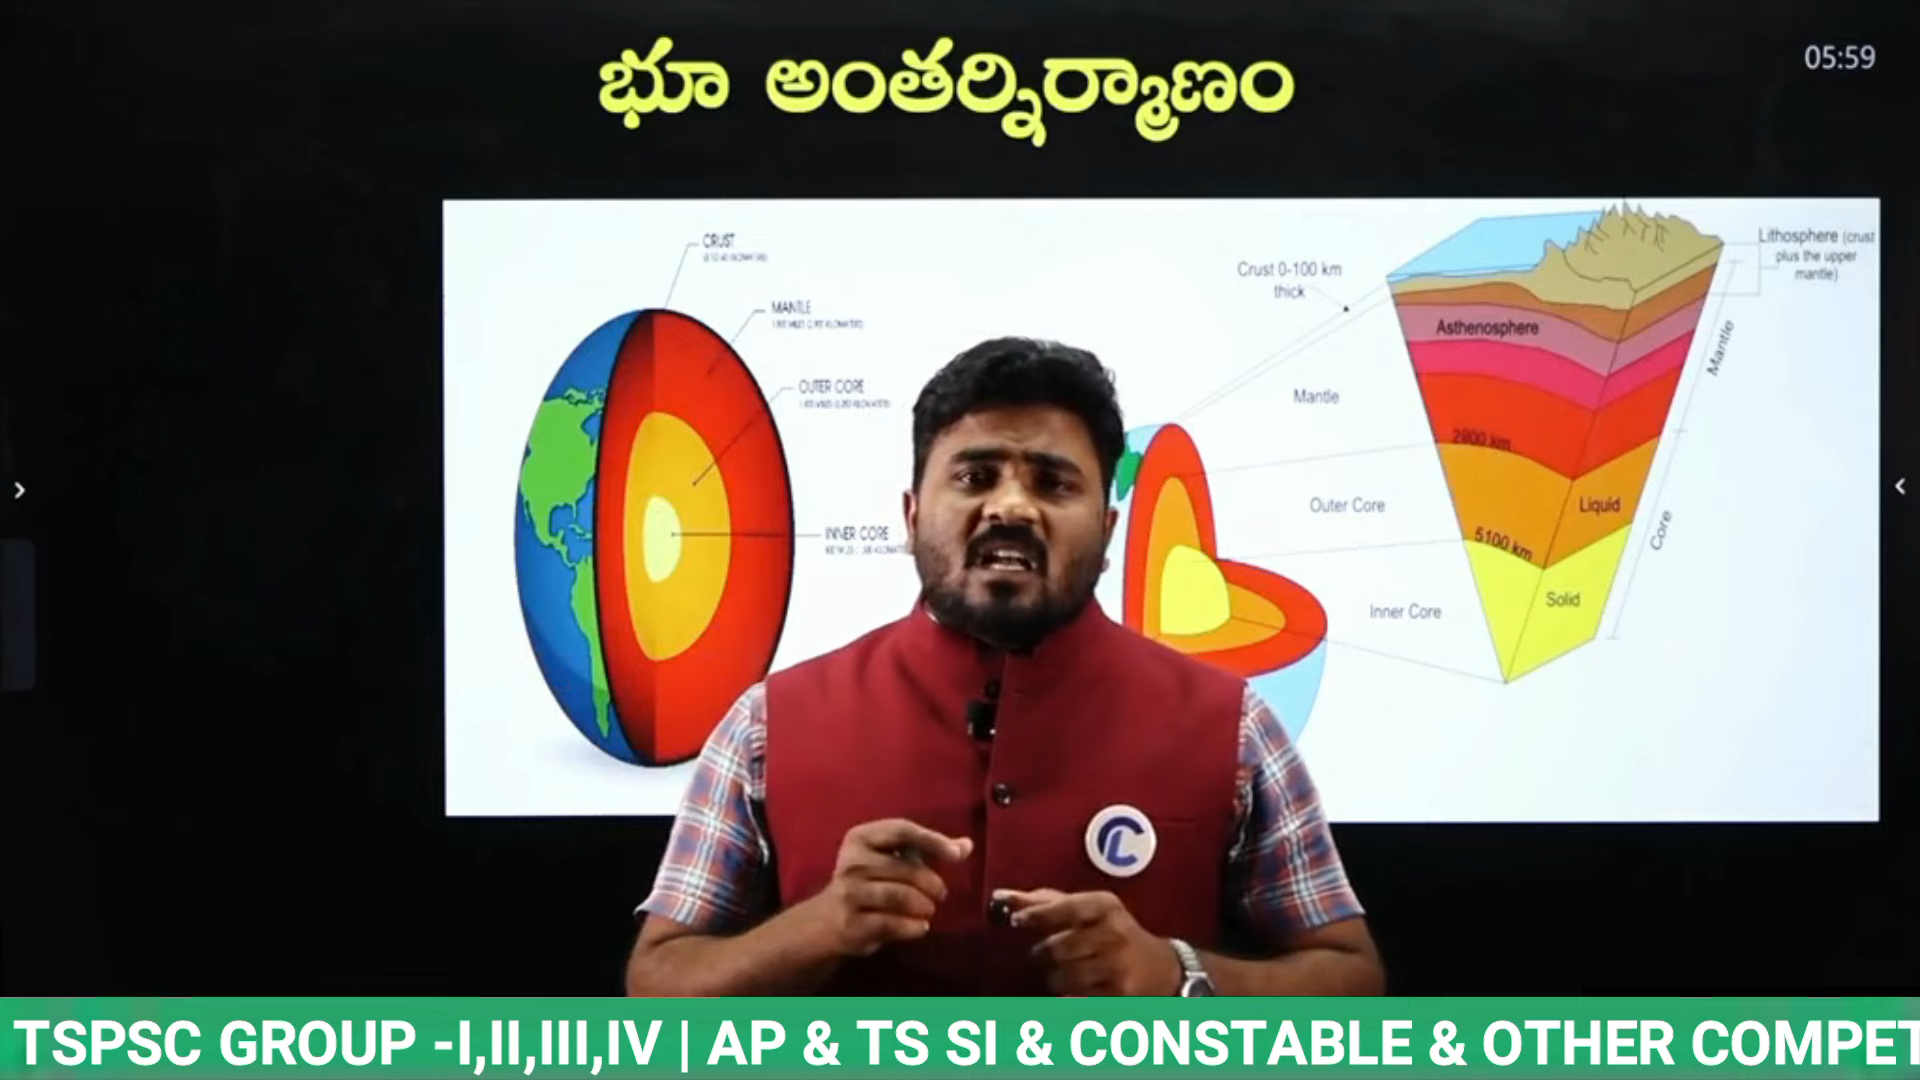 భూ అంతర్నిర్మాణం
05:59
CRUST
MANTLE
OUTER CORE
INNER CORE
Crust 0-100 km
thick
Mantle
Outer Core
Inner Core
Lithosphere (crust
plus the upper
mantle)
Asthenosphere
Mantle
2900 km
Liquid
5100 km
Core
Solid
TSPSC GROUP -I,II,III,IV | AP & TS SI & CONSTABLE & OTHER COMPET